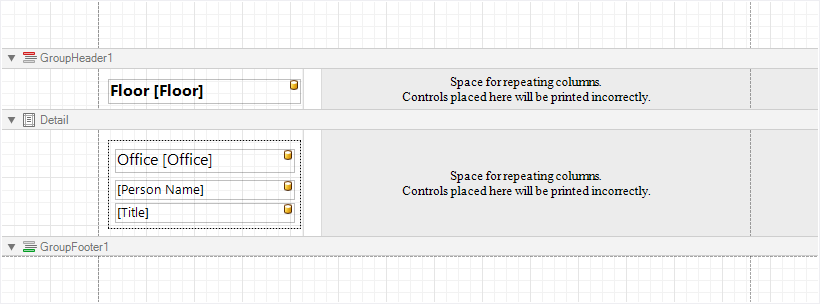 GroupHeader1
Floor [Floor]
Space for repeating columns.
Controls placed here will be printed incorrectly.
Detail
Office [Office]
[Person Name]
[Title]
Space for repeating columns.
Controls placed here will be printed incorrectly.
GroupFooter1